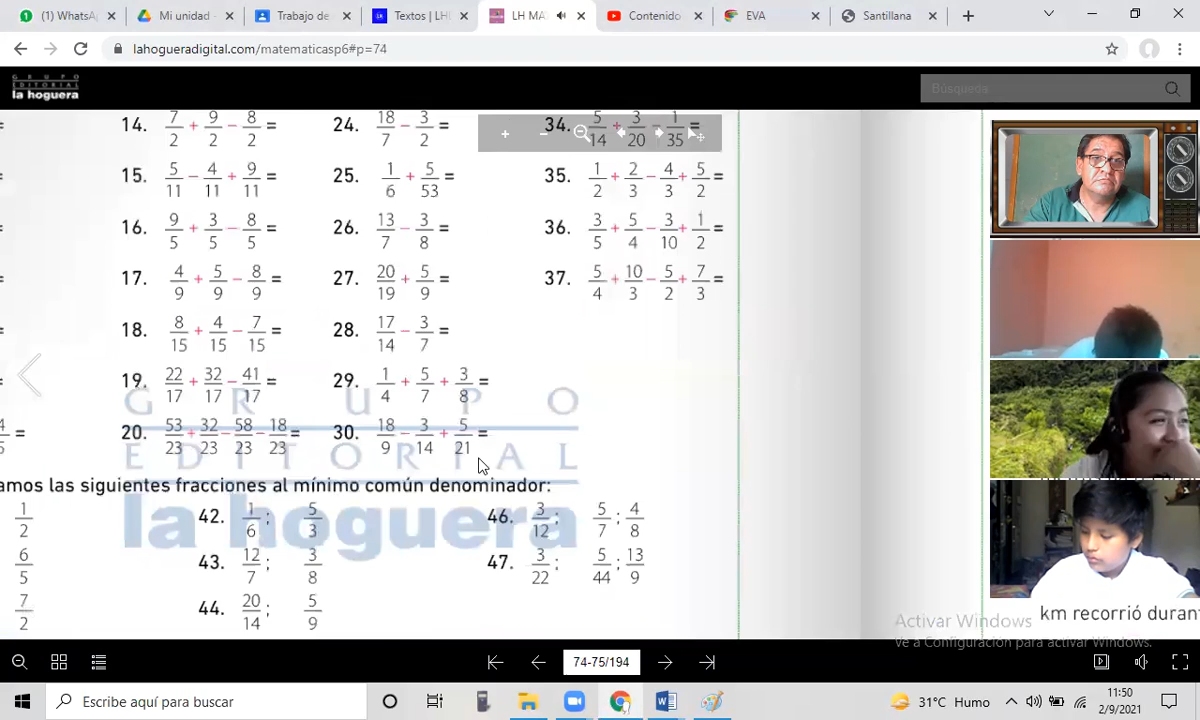 (1) WhatsA
Mi unidad -
Trabajo de
Textos | LHI
LH MA
Contenido
EVA
Santillana
lahogueradigital.com/matematicasp6#p=74
GRUPO
EDITORIAL
la hoguera
Búsqueda.
14. 7/2 + 9/2 − 8/2 =
24. 18/7 − 3/2 =
34. 5/14 + 3/20 − 1/35 =
15. 5/11 − 4/11 + 9/11 =
25. 1/6 + 5/53 =
35. 1/2 + 2/3 − 4/3 + 5/2 =
16. 9/5 + 3/5 − 8/5 =
26. 13/7 − 3/8 =
36. 3/5 + 5/4 − 3/10 + 1/2 =
17. 4/9 + 5/9 − 8/9 =
27. 20/19 + 5/9 =
37. 5/4 + 10/3 − 5/2 + 7/3 =
18. 8/15 + 4/15 − 7/15 =
28. 17/14 − 3/7 =
19. 22/17 + 32/17 − 41/17 =
29. 1/4 + 5/7 + 3/8 =
4/5 =
20. 53/23 + 32/23 − 58/23 − 18/23 =
30. 18/9 − 3/14 + 5/21 =
GRUPO
EDITORIAL
la hoguera
amos las siguientes fracciones al mínimo común denominador:
1/2
42. 1/6; 5/3
46. 3/12; 5/7; 4/8
6/5
43. 12/7; 3/8
47. 3/22; 5/44; 13/9
7/2
44. 20/14; 5/9
km recorrió duran
Activar Windows
Ve a Configuración para activar Windows.
74-75/194
Escribe aquí para buscar
31°C Humo
11:50
2/9/2021